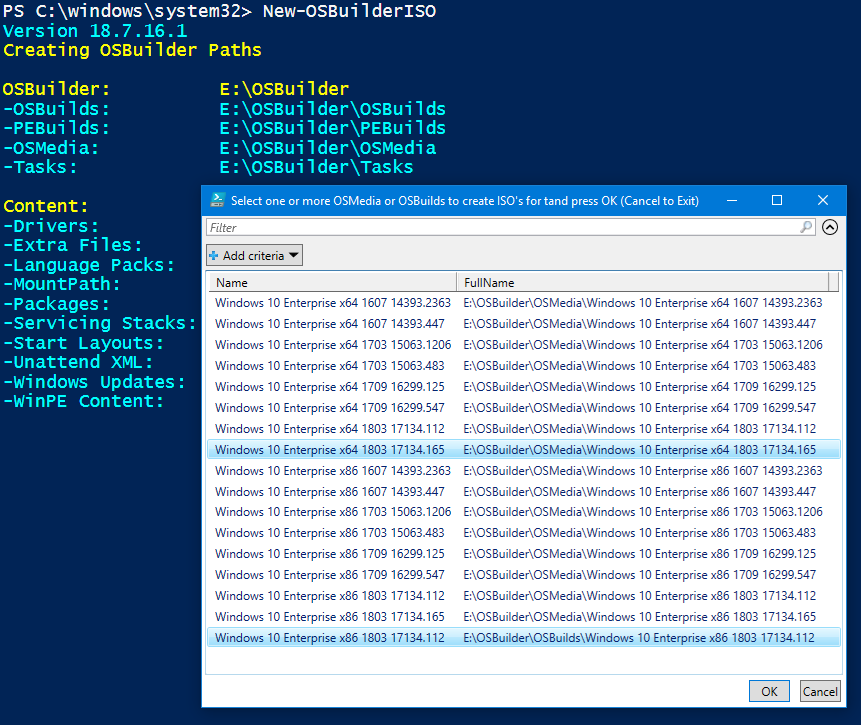 PS C:\windows\system32> New-OSBuilderISO
Version 18.7.16.1
Creating OSBuilder Paths
OSBuilder: E:\OSBuilder
-OSBuilds: E:\OSBuilder\OSBuilds
-PEBuilds: E:\OSBuilder\PEBuilds
-OSMedia: E:\OSBuilder\OSMedia
-Tasks: E:\OSBuilder\Tasks
Content:
-Drivers:
-Extra Files:
-Language Packs:
-MountPath:
-Packages:
-Servicing Stacks:
-Start Layouts:
-Unattend XML:
-Windows Updates:
-WinPE Content:
Select one or more OSMedia or OSBuilds to create ISO's for tand press OK (Cancel to Exit)
Filter
Add criteria
Name FullName
Windows 10 Enterprise x64 1607 14393.2363 E:\OSBuilder\OSMedia\Windows 10 Enterprise x64 1607 14393.2363
Windows 10 Enterprise x64 1607 14393.447 E:\OSBuilder\OSMedia\Windows 10 Enterprise x64 1607 14393.447
Windows 10 Enterprise x64 1703 15063.1206 E:\OSBuilder\OSMedia\Windows 10 Enterprise x64 1703 15063.1206
Windows 10 Enterprise x64 1703 15063.483 E:\OSBuilder\OSMedia\Windows 10 Enterprise x64 1703 15063.483
Windows 10 Enterprise x64 1709 16299.125 E:\OSBuilder\OSMedia\Windows 10 Enterprise x64 1709 16299.125
Windows 10 Enterprise x64 1709 16299.547 E:\OSBuilder\OSMedia\Windows 10 Enterprise x64 1709 16299.547
Windows 10 Enterprise x64 1803 17134.112 E:\OSBuilder\OSMedia\Windows 10 Enterprise x64 1803 17134.112
Windows 10 Enterprise x64 1803 17134.165 E:\OSBuilder\OSMedia\Windows 10 Enterprise x64 1803 17134.165
Windows 10 Enterprise x86 1607 14393.2363 E:\OSBuilder\OSMedia\Windows 10 Enterprise x86 1607 14393.2363
Windows 10 Enterprise x86 1607 14393.447 E:\OSBuilder\OSMedia\Windows 10 Enterprise x86 1607 14393.447
Windows 10 Enterprise x86 1703 15063.1206 E:\OSBuilder\OSMedia\Windows 10 Enterprise x86 1703 15063.1206
Windows 10 Enterprise x86 1703 15063.483 E:\OSBuilder\OSMedia\Windows 10 Enterprise x86 1703 15063.483
Windows 10 Enterprise x86 1709 16299.125 E:\OSBuilder\OSMedia\Windows 10 Enterprise x86 1709 16299.125
Windows 10 Enterprise x86 1709 16299.547 E:\OSBuilder\OSMedia\Windows 10 Enterprise x86 1709 16299.547
Windows 10 Enterprise x86 1803 17134.112 E:\OSBuilder\OSMedia\Windows 10 Enterprise x86 1803 17134.112
Windows 10 Enterprise x86 1803 17134.165 E:\OSBuilder\OSMedia\Windows 10 Enterprise x86 1803 17134.165
Windows 10 Enterprise x86 1803 17134.112 E:\OSBuilder\OSBuilds\Windows 10 Enterprise x86 1803 17134.112
OK Cancel